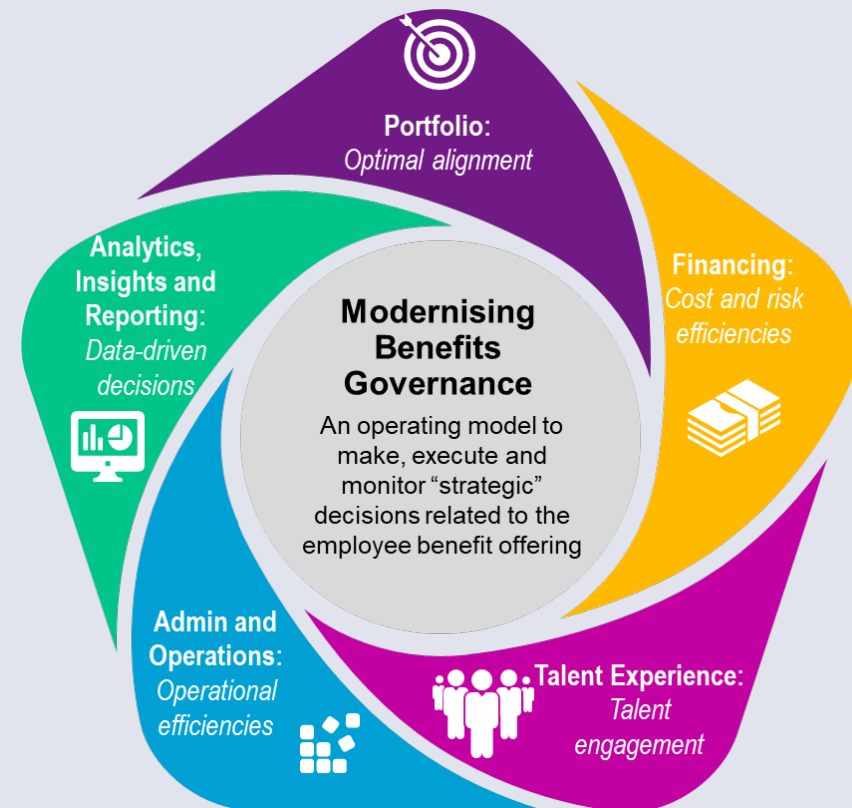 Portfolio:
Optimal alignment
Financing:
Cost and risk
efficiencies
Talent Experience:
Talent
engagement
Admin and
Operations:
Operational
efficiencies
Analytics,
Insights and
Reporting:
Data-driven
decisions
Modernising
Benefits
Governance
An operating model to
make, execute and
monitor “strategic”
decisions related to the
employee benefit offering